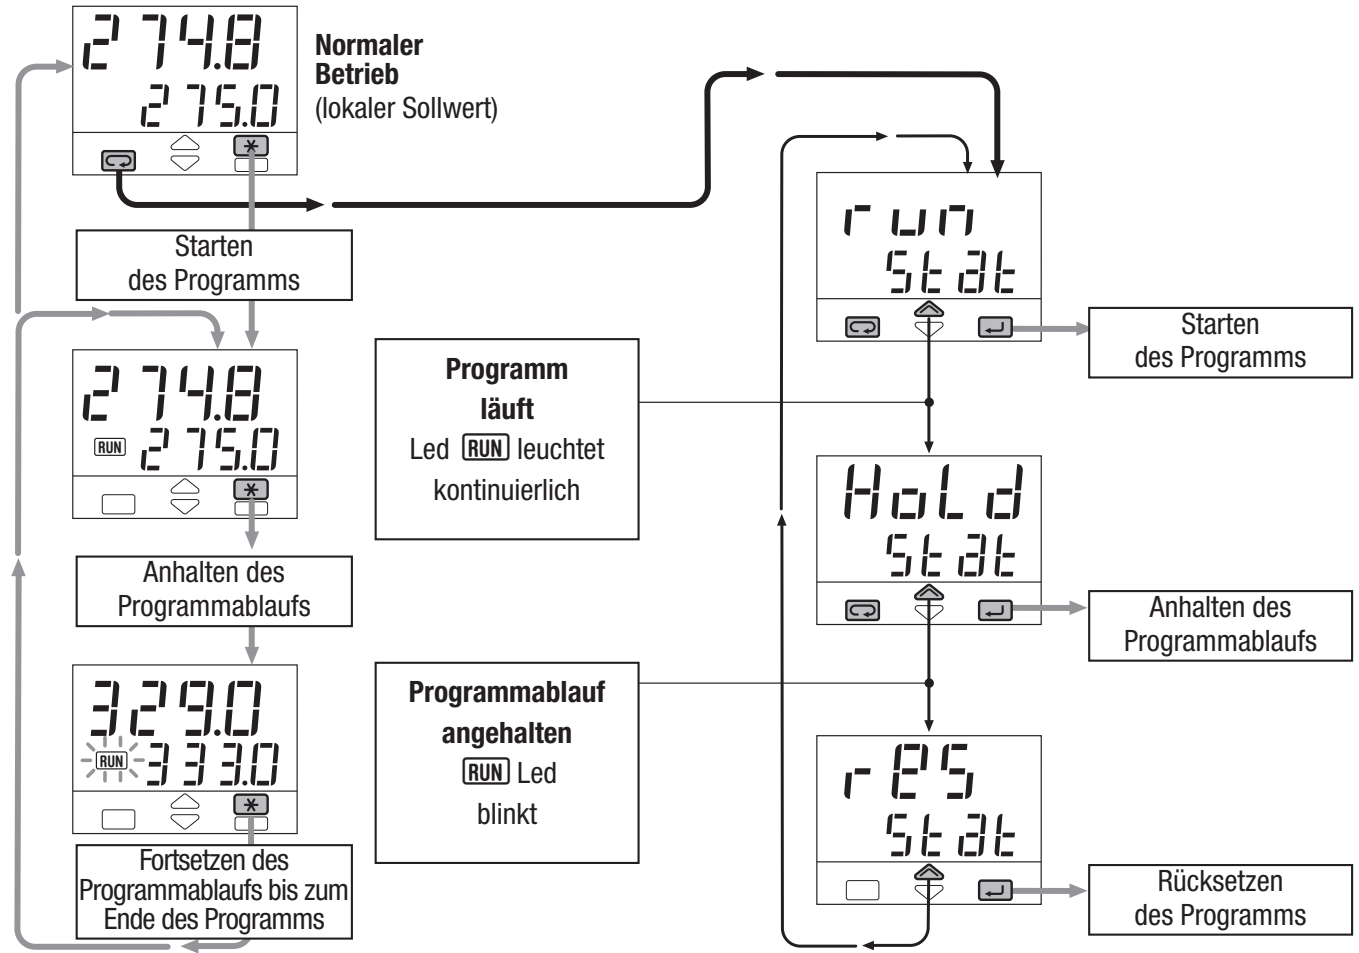 274.8
275.0
Normaler
Betrieb
(lokaler Sollwert)
Starten
des Programms
274.8
RUN 275.0
Anhalten des
Programmablaufs
329.0
RUN 333.0
Fortsetzen des
Programmablaufs bis zum
Ende des Programms
Programm
läuft
Led RUN leuchtet
kontinuierlich
Programmablauf
angehalten
RUN Led
blinkt
run
Stat
Starten
des Programms
HoLd
Stat
Anhalten des
Programmablaufs
rES
Stat
Rücksetzen
des Programms